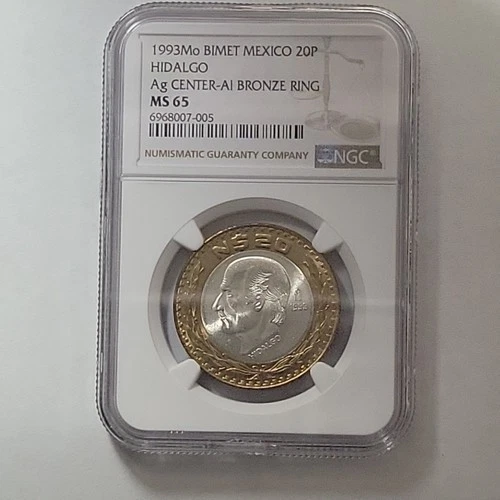 1993Mo BIMET MEXICO 20P
HIDALGO
Ag CENTER-Al BRONZE RING
MS 65
6968007-005
NUMISMATIC GUARANTY COMPANY
NGC
N$20
HIDALGO